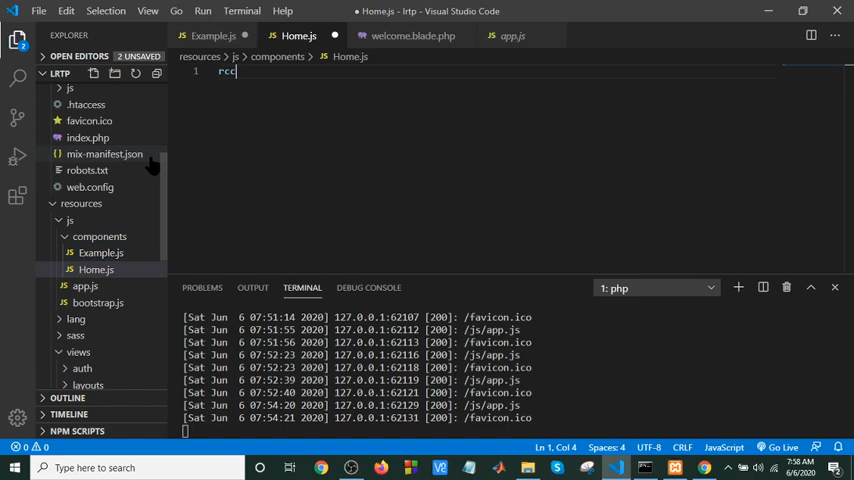 File Edit Selection View Go Run Terminal Help ● Home.js - lrtp - Visual Studio Code
EXPLORER
OPEN EDITORS 2 UNSAVED
LRTP
js
.htaccess
favicon.ico
index.php
mix-manifest.json
robots.txt
web.config
resources
js
components
Example.js
Home.js
app.js
bootstrap.js
lang
sass
views
auth
layouts
OUTLINE
TIMELINE
NPM SCRIPTS
2
JS Example.js ● JS Home.js ● welcome.blade.php JS app.js
resources > js > components > JS Home.js
1 rcc
PROBLEMS OUTPUT TERMINAL DEBUG CONSOLE 1: php
[Sat Jun 6 07:51:14 2020] 127.0.0.1:62107 [200]: /favicon.ico
[Sat Jun 6 07:51:55 2020] 127.0.0.1:62112 [200]: /js/app.js
[Sat Jun 6 07:51:56 2020] 127.0.0.1:62113 [200]: /favicon.ico
[Sat Jun 6 07:52:23 2020] 127.0.0.1:62116 [200]: /js/app.js
[Sat Jun 6 07:52:23 2020] 127.0.0.1:62118 [200]: /favicon.ico
[Sat Jun 6 07:52:39 2020] 127.0.0.1:62119 [200]: /js/app.js
[Sat Jun 6 07:52:40 2020] 127.0.0.1:62121 [200]: /favicon.ico
[Sat Jun 6 07:54:20 2020] 127.0.0.1:62129 [200]: /js/app.js
[Sat Jun 6 07:54:21 2020] 127.0.0.1:62131 [200]: /favicon.ico
0 0 Ln 1, Col 4 Spaces: 4 UTF-8 CRLF JavaScript Go Live
Type here to search
7:58 AM
6/6/2020
2